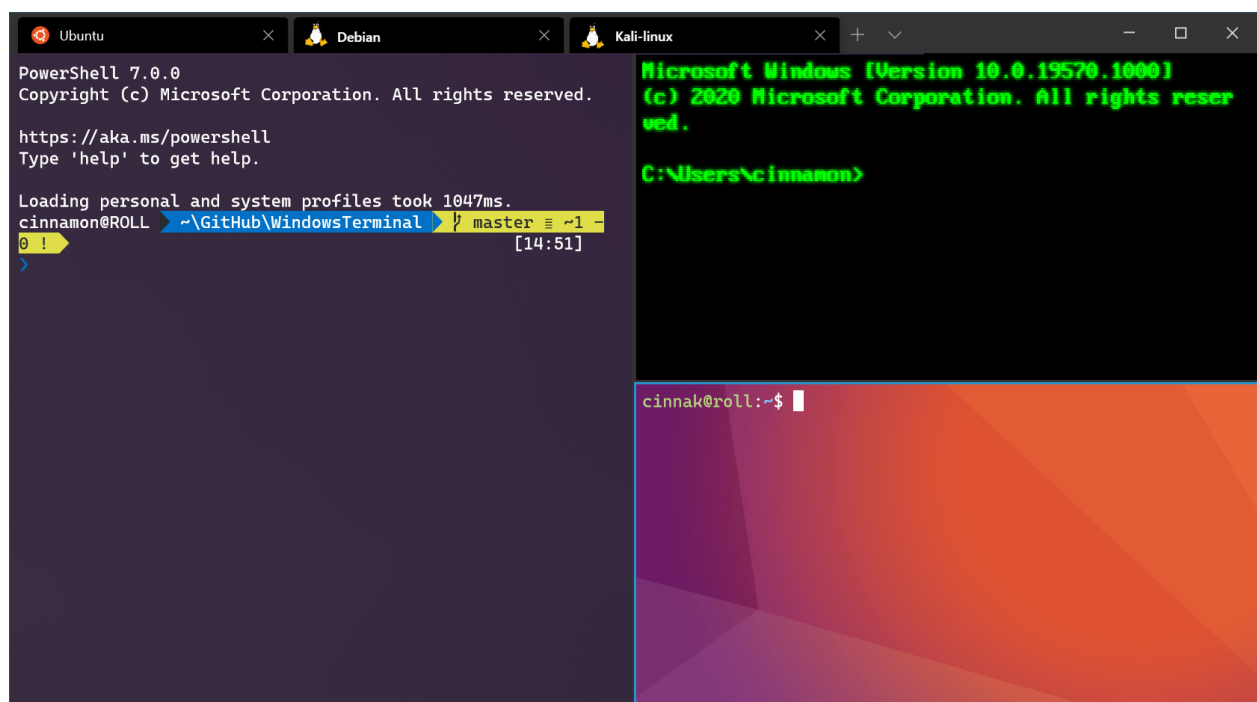 Ubuntu
Debian
Kali-linux
PowerShell 7.0.0
Copyright (c) Microsoft Corporation. All rights reserved.
https://aka.ms/powershell
Type 'help' to get help.
Loading personal and system profiles took 1047ms.
cinnamon@ROLL ~\GitHub\WindowsTerminal master ≡ ~1 -
0 ! [14:51]
❯
Microsoft Windows [Version 10.0.19570.1000]
(c) 2020 Microsoft Corporation. All rights reser
ved.
C:\Users\cinnamon>
cinnak@roll:~$